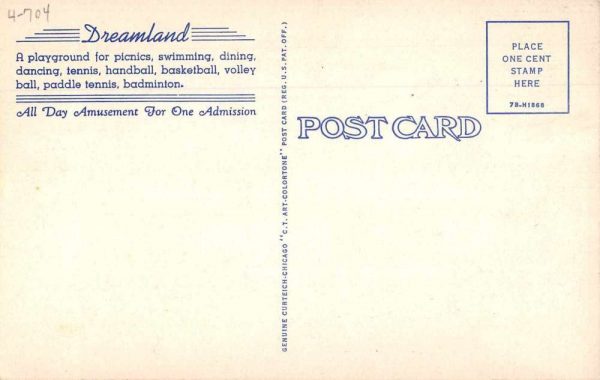 4-704
Dreamland
A playground for picnics, swimming, dining,
dancing, tennis, handball, basketball, volley
ball, paddle tennis, badminton.
All Day Amusement For One Admission
GENUINE CURTEICH-CHICAGO "C.T. ART-COLORTONE" POST CARD (REG. U.S. PAT. OFF.)
POST CARD
PLACE
ONE CENT
STAMP
HERE
7B-H1868